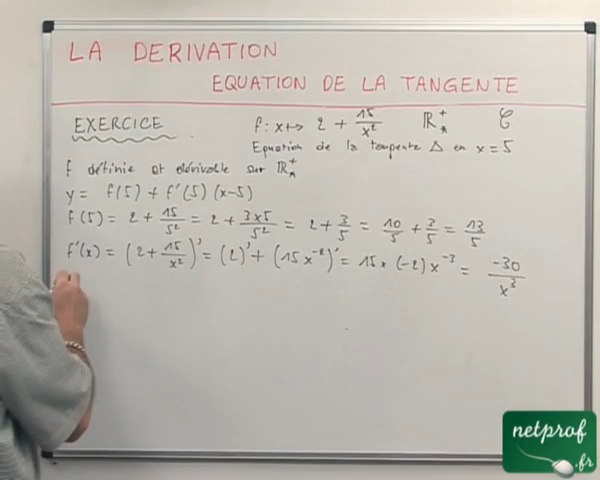 LA DERIVATION
EQUATION DE LA TANGENTE
EXERCICE f: x ↦ 2 + 15/x² ℝ*⁺ 𝒞
Equation de la tangente Δ en x = 5
f définie et dérivable sur ℝ*⁺
y = f(5) + f'(5) (x-5)
f(5) = 2 + 15/5² = 2 + 3×5/5² = 2 + 3/5 = 10/5 + 3/5 = 13/5
f'(x) = (2 + 15/x²)' = (2)' + (15 x⁻²)' = 15 × (-2) x⁻³ = -30/x³
netprof
.fr